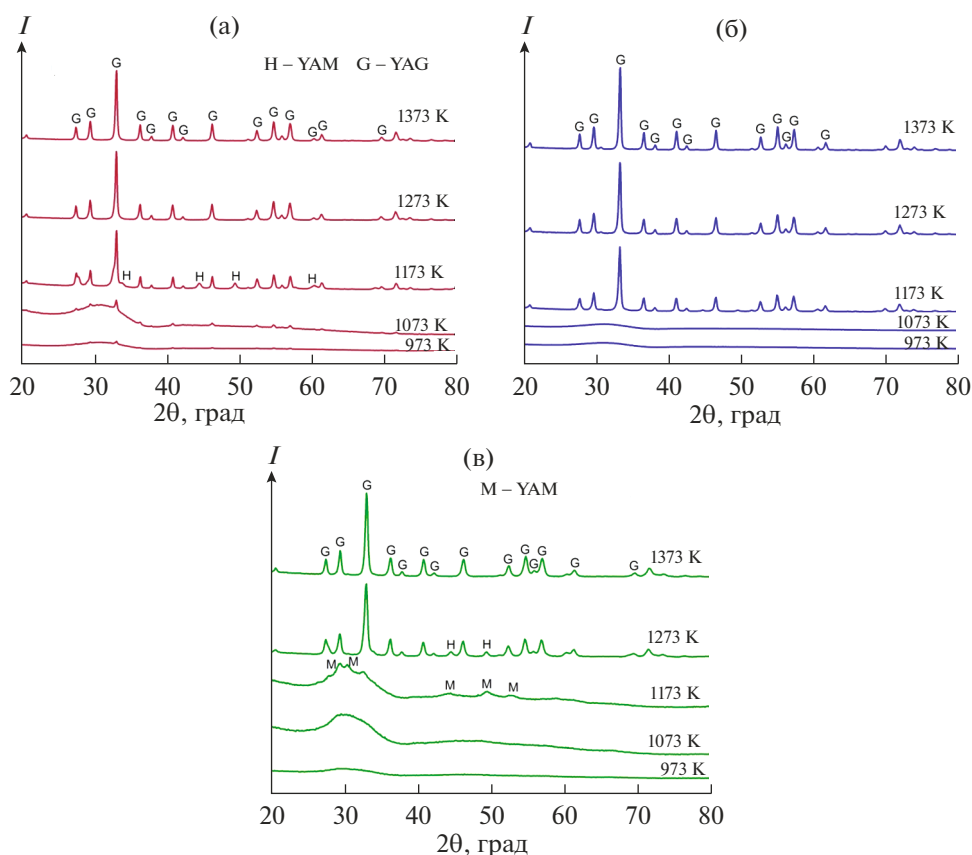 (а)
I
H – YAM G – YAG
G G G G G G G G G G G G G G
1373 K
1273 K
H H H H
1173 K
1073 K
973 K
20 30 40 50 60 70 80
2θ, град
(б)
I
G G G G G G G G G G G G
1373 K
1273 K
1173 K
1073 K
973 K
20 30 40 50 60 70 80
2θ, град
(в)
I
M – YAM
G G G G G G G G G G G G G
1373 K
H H
1273 K
M M M M M
1173 K
1073 K
973 K
20 30 40 50 60 70 80
2θ, град